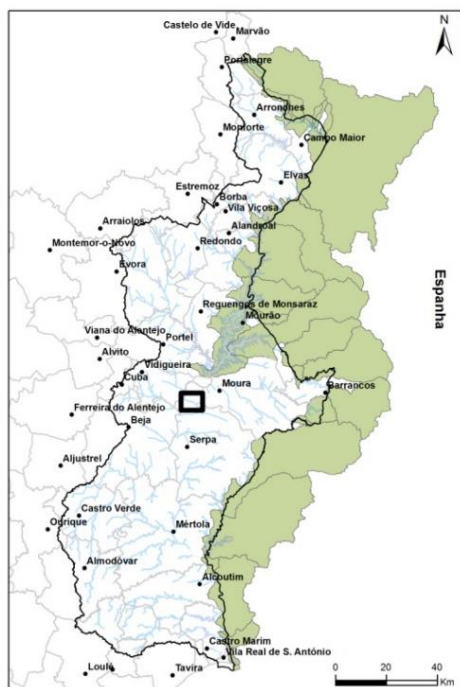 N
Castelo de Vide
Marvão
Portalegre
Arronches
Monforte
Campo Maior
Elvas
Estremoz
Borba
Vila Viçosa
Arraiolos
Alandroal
Montemor-o-Novo
Redondo
Évora
Espanha
Reguengos de Monsaraz
Mourão
Viana do Alentejo
Portel
Alvito
Vidigueira
Cuba
Moura
Barrancos
Ferreira do Alentejo
Beja
Serpa
Aljustrel
Castro Verde
Ourique
Mértola
Almodôvar
Alcoutim
Castro Marim
Vila Real de S. António
Loulé
Tavira
0 20 40
Km